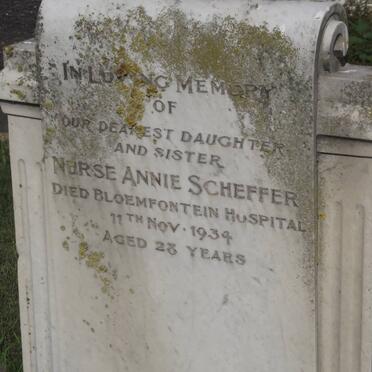 IN LOVING MEMORY
OF
OUR DEAREST DAUGHTER
AND SISTER
NURSE ANNIE SCHEFFER
DIED BLOEMFONTEIN HOSPITAL
11TH NOV. 1934
AGED 23 YEARS